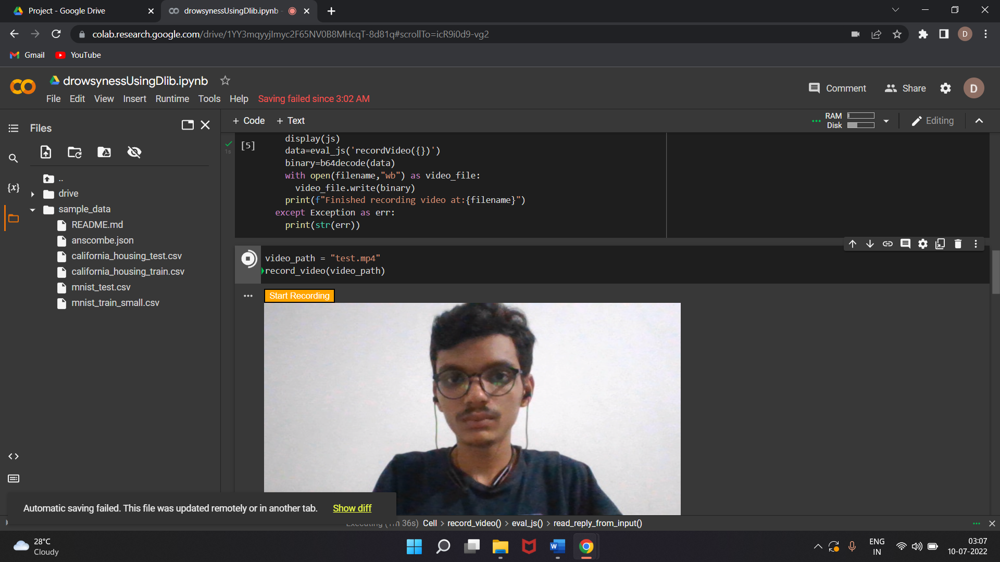 Project - Google Drive
drowsynessUsingDlib.ipynb -
colab.research.google.com/drive/1YY3mqyyjImyc2F65NV0B8MHcqT-8d81q#scrollTo=icR9i0d9-vg2
D
Gmail
YouTube
drowsynessUsingDlib.ipynb
File Edit View Insert Runtime Tools Help Saving failed since 3:02 AM
Comment
Share
D
Files
+ Code + Text
RAM
Disk
Editing
..
drive
sample_data
README.md
anscombe.json
california_housing_test.csv
california_housing_train.csv
mnist_test.csv
mnist_train_small.csv
{x}
1s
[5]
display(js)
data=eval_js('recordVideo({})')
binary=b64decode(data)
with open(filename,"wb") as video_file:
video_file.write(binary)
print(f"Finished recording video at:{filename}")
except Exception as err:
print(str(err))
video_path = "test.mp4"
record_video(video_path)
Start Recording
Automatic saving failed. This file was updated remotely or in another tab. Show diff
Executing (1m 36s) Cell > record_video() > eval_js() > read_reply_from_input()
28°C
Cloudy
W
ENG
IN
03:07
10-07-2022